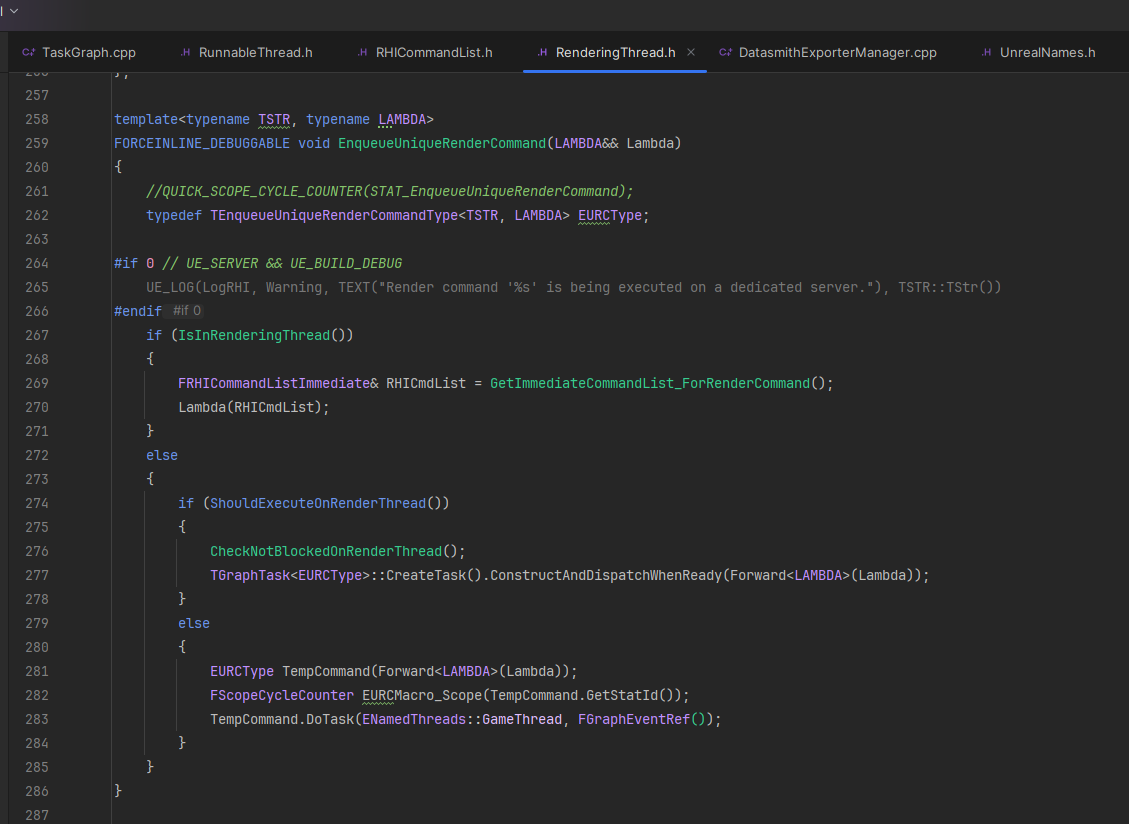 l
C++ TaskGraph.cpp .H RunnableThread.h .H RHICommandList.h .H RenderingThread.h × C++ DatasmithExporterManager.cpp .H UnrealNames.h
256 };
257
258 template<typename TSTR, typename LAMBDA>
259 FORCEINLINE_DEBUGGABLE void EnqueueUniqueRenderCommand(LAMBDA&& Lambda)
260 {
261 //QUICK_SCOPE_CYCLE_COUNTER(STAT_EnqueueUniqueRenderCommand);
262 typedef TEnqueueUniqueRenderCommandType<TSTR, LAMBDA> EURCType;
263
264 #if 0 // UE_SERVER && UE_BUILD_DEBUG
265 UE_LOG(LogRHI, Warning, TEXT("Render command '%s' is being executed on a dedicated server."), TSTR::TStr())
266 #endif #if 0
267 if (IsInRenderingThread())
268 {
269 FRHICommandListImmediate& RHICmdList = GetImmediateCommandList_ForRenderCommand();
270 Lambda(RHICmdList);
271 }
272 else
273 {
274 if (ShouldExecuteOnRenderThread())
275 {
276 CheckNotBlockedOnRenderThread();
277 TGraphTask<EURCType>::CreateTask().ConstructAndDispatchWhenReady(Forward<LAMBDA>(Lambda));
278 }
279 else
280 {
281 EURCType TempCommand(Forward<LAMBDA>(Lambda));
282 FScopeCycleCounter EURCMacro_Scope(TempCommand.GetStatId());
283 TempCommand.DoTask(ENamedThreads::GameThread, FGraphEventRef());
284 }
285 }
286 }
287